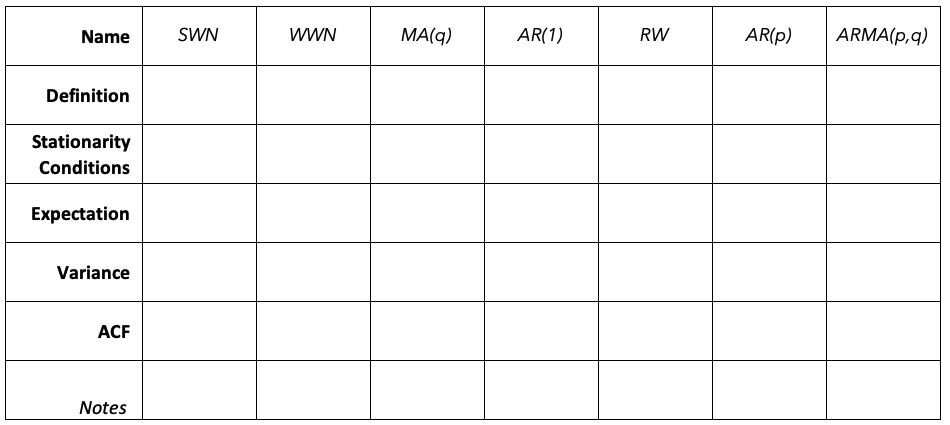 Name SWN WWN MA(q) AR(1) RW AR(p) ARMA(p,q)
Definition
Stationarity
Conditions
Expectation
Variance
ACF
Notes